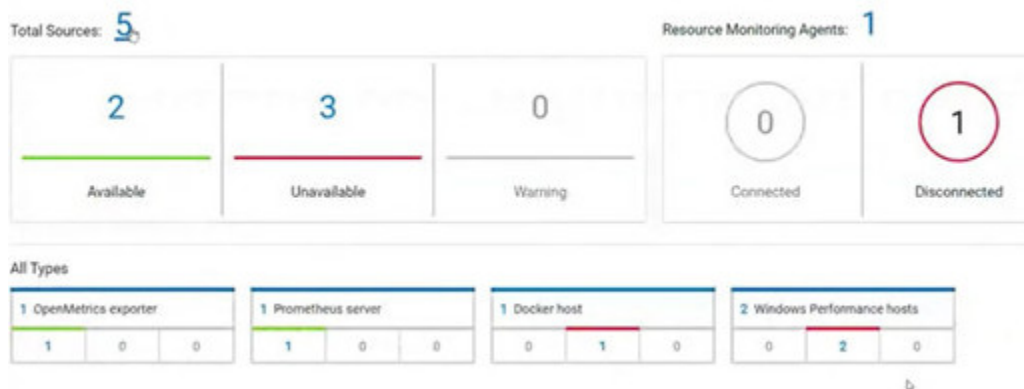 Total Sources: 5
Resource Monitoring Agents: 1
2 3 0
Available Unavailable Warning
0 1
Connected Disconnected
All Types
1 OpenMetrics exporter
1 0 0
1 Prometheus server
1 0 0
1 Docker host
0 1 0
2 Windows Performance hosts
0 2 0